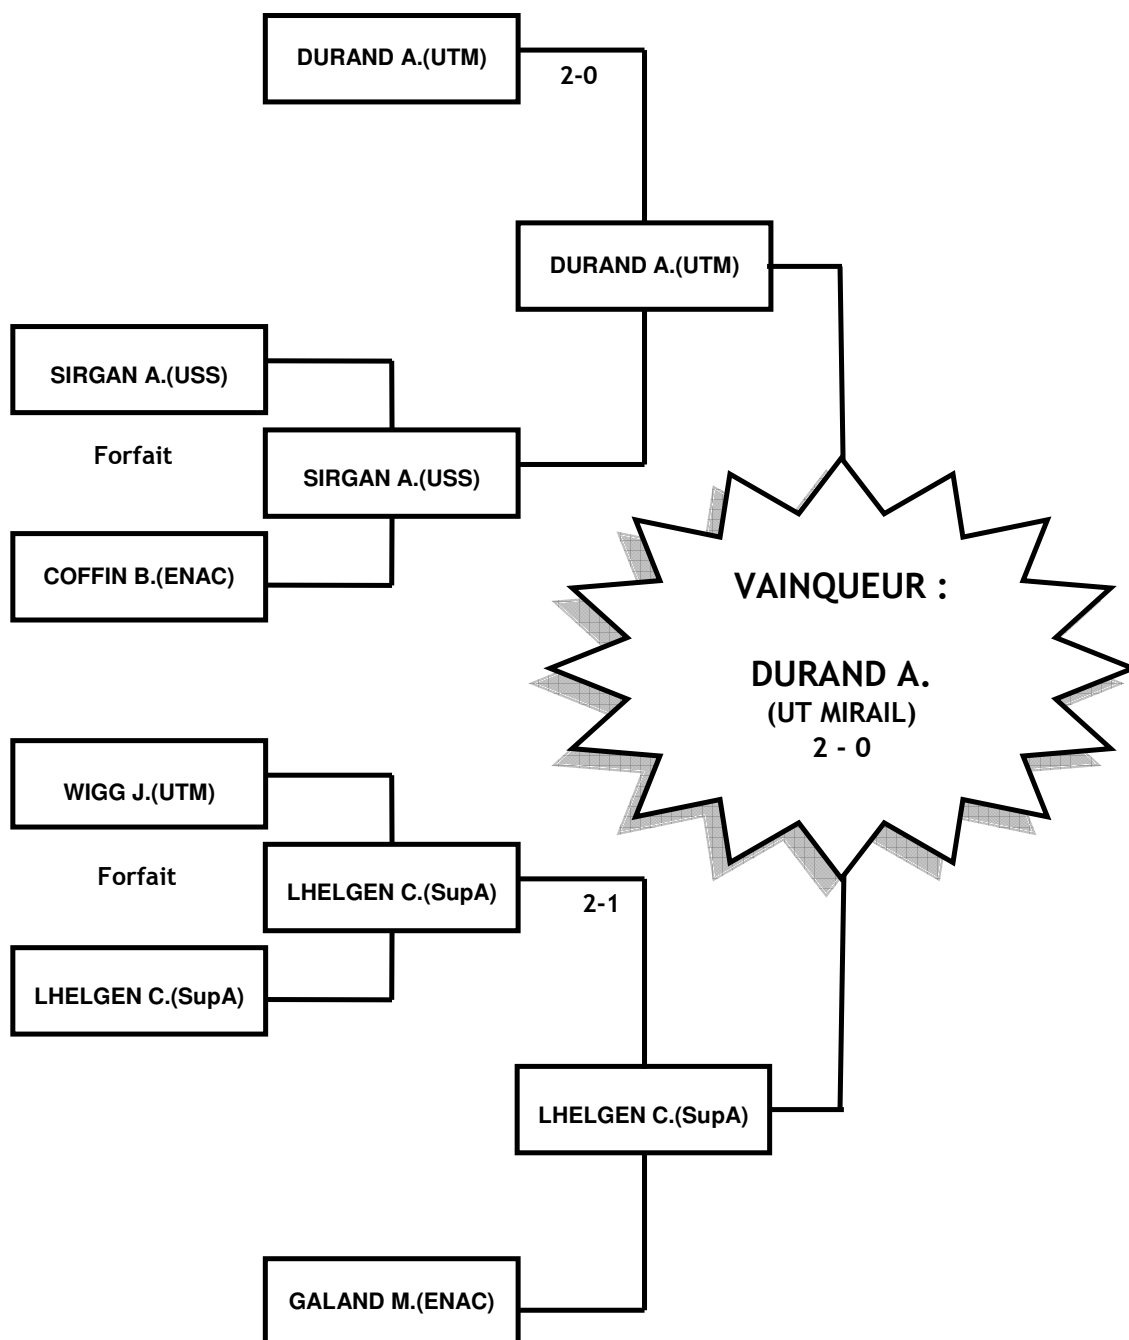 DURAND A.(UTM)
2-0
DURAND A.(UTM)
SIRGAN A.(USS)
Forfait
SIRGAN A.(USS)
COFFIN B.(ENAC)
VAINQUEUR :
DURAND A.
(UT MIRAIL)
2 - 0
WIGG J.(UTM)
Forfait
LHELGEN C.(SupA)
2-1
LHELGEN C.(SupA)
LHELGEN C.(SupA)
GALAND M.(ENAC)